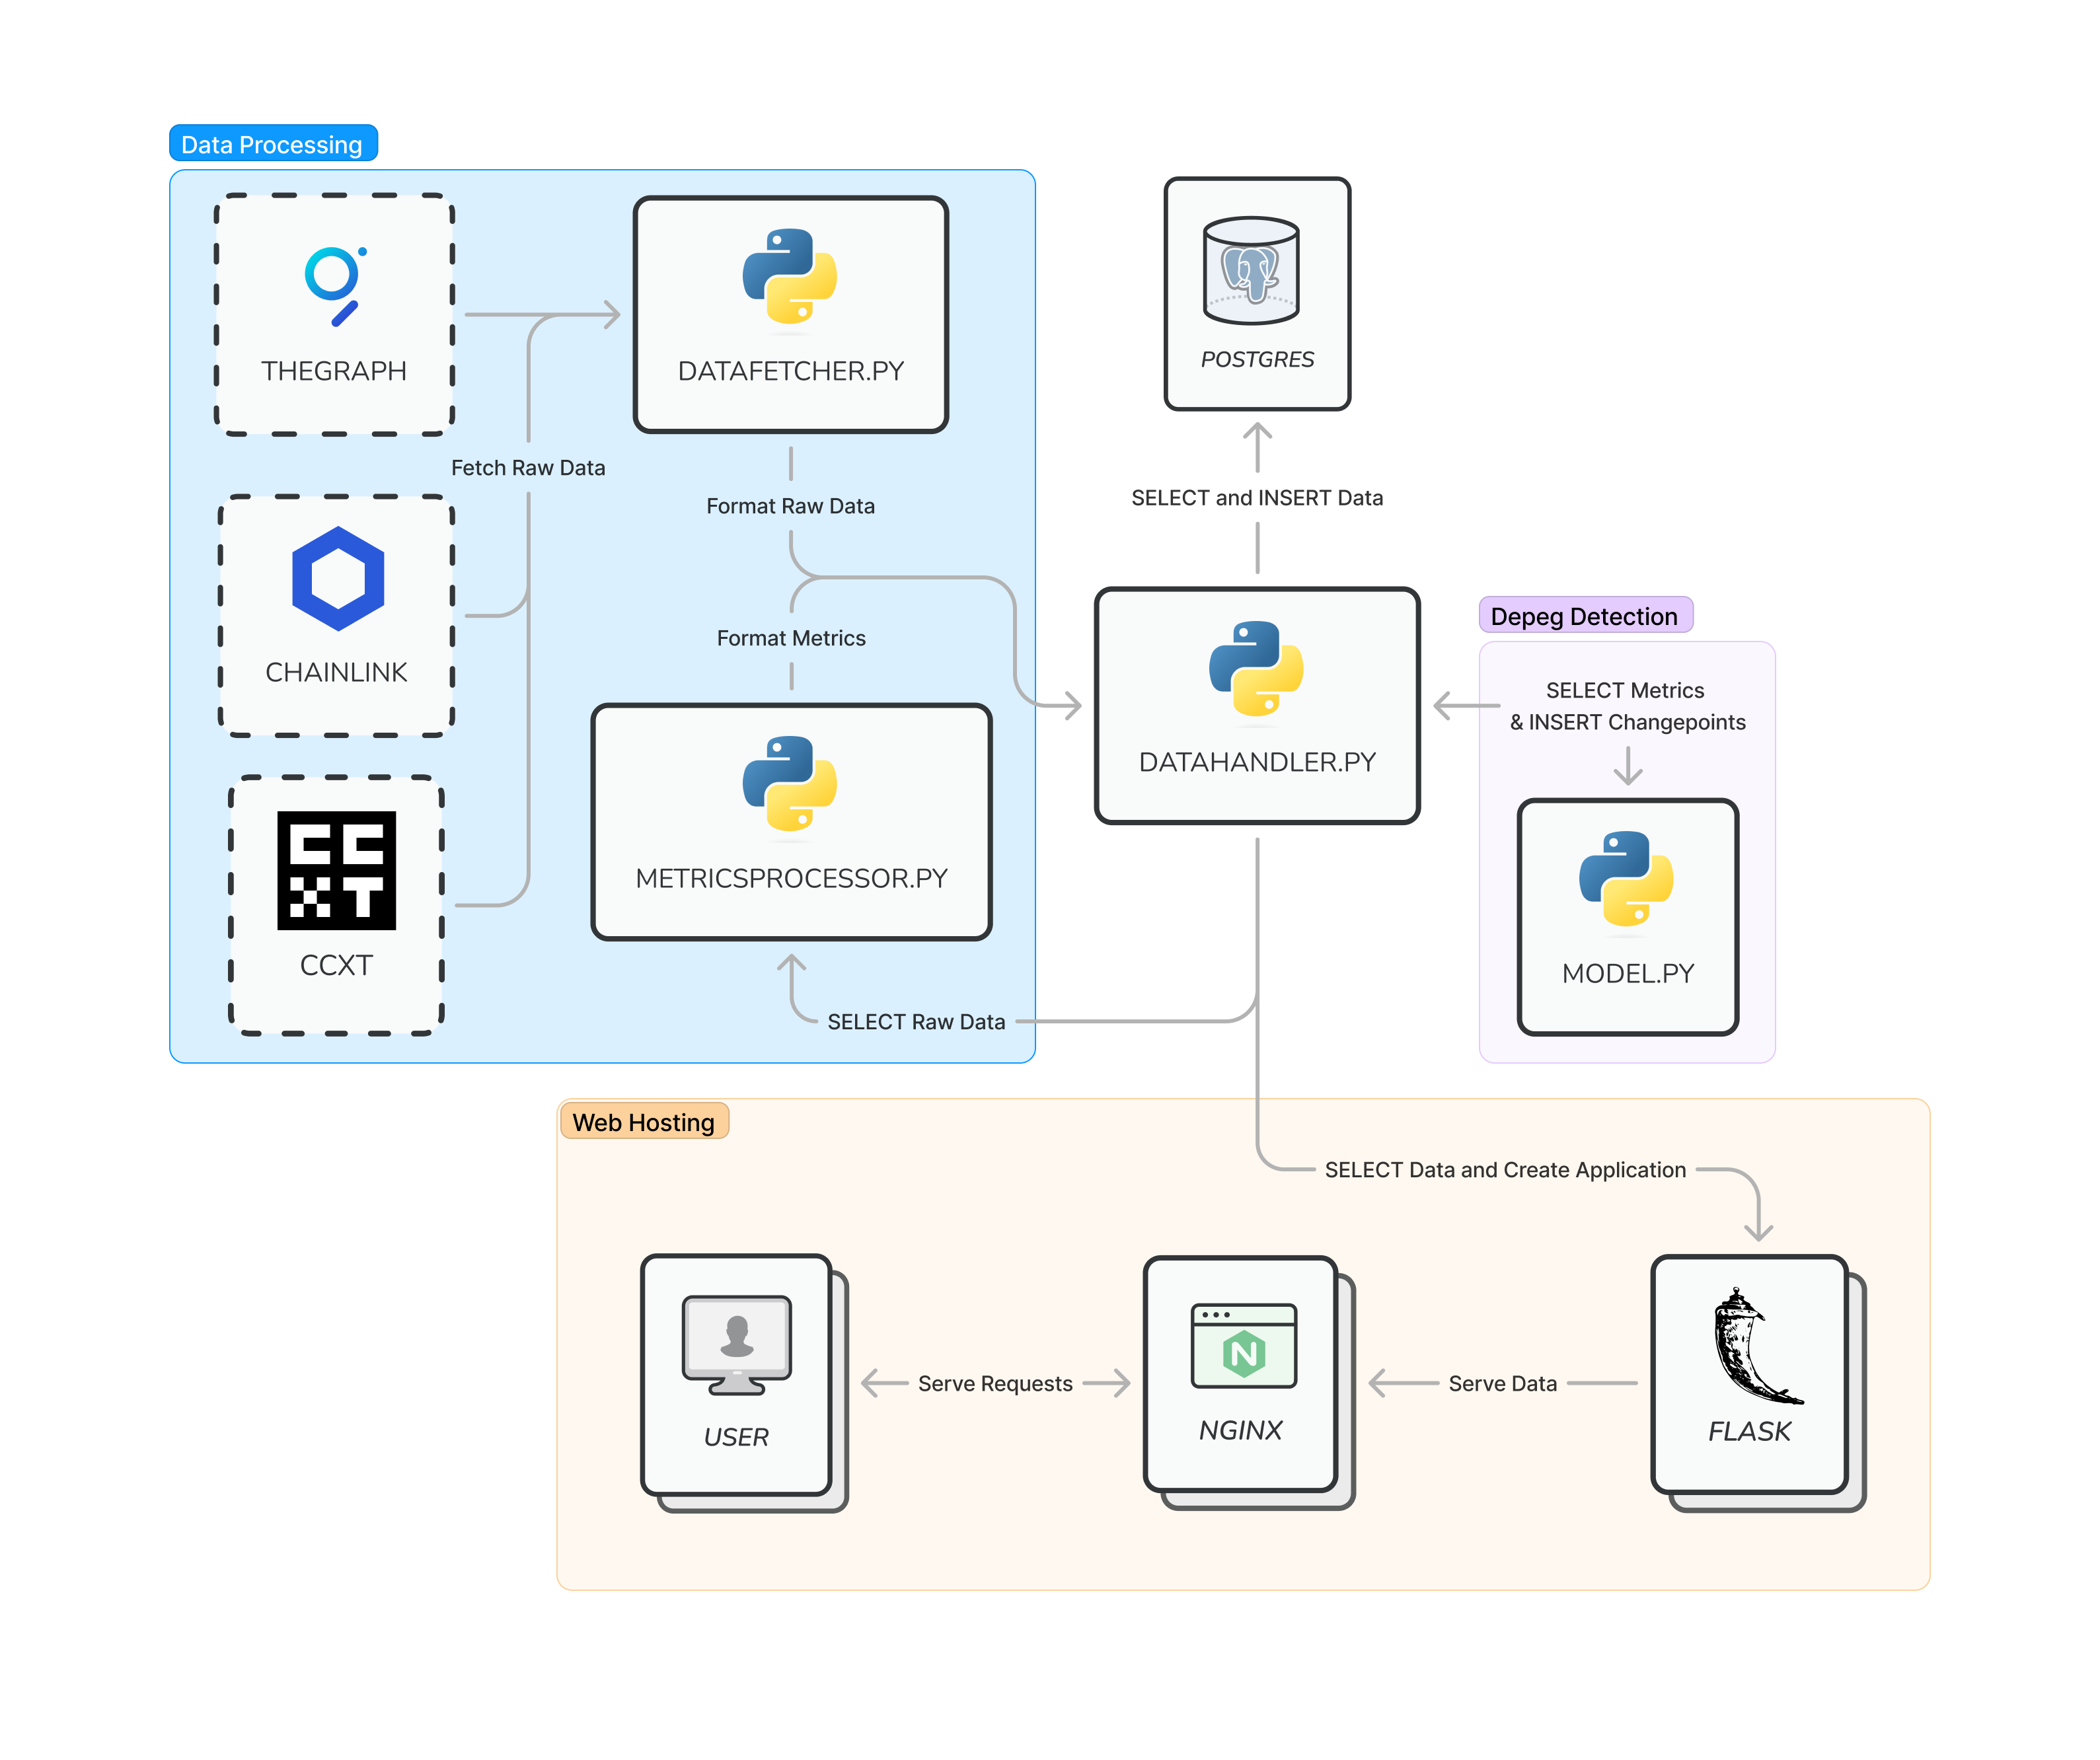 Data Processing
THEGRAPH
DATAFETCHER.PY
POSTGRES
Fetch Raw Data
Format Raw Data
SELECT and INSERT Data
CHAINLINK
Format Metrics
DATAHANDLER.PY
Depeg Detection
SELECT Metrics
& INSERT Changepoints
CC
XT
CCXT
METRICSPROCESSOR.PY
MODEL.PY
SELECT Raw Data
Web Hosting
SELECT Data and Create Application
USER
Serve Requests
N
NGINX
Serve Data
FLASK